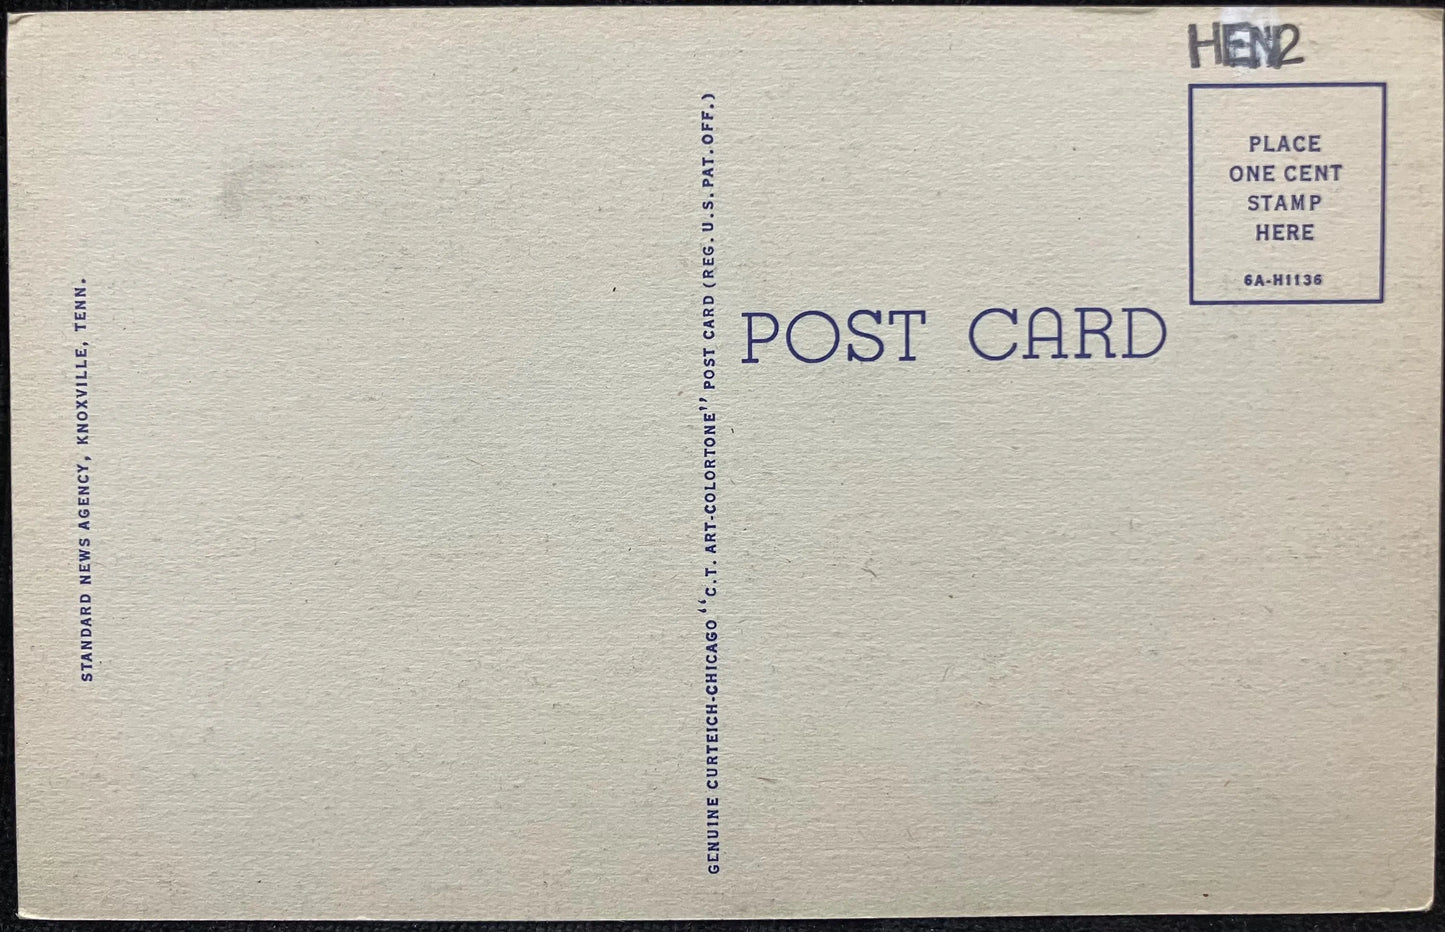 HEN2
PLACE
ONE CENT
STAMP
HERE
6A-H1136
POST CARD
STANDARD NEWS AGENCY, KNOXVILLE, TENN.
GENUINE CURTEICH-CHICAGO "C.T. ART-COLORTONE" POST CARD (REG. U.S. PAT. OFF.)